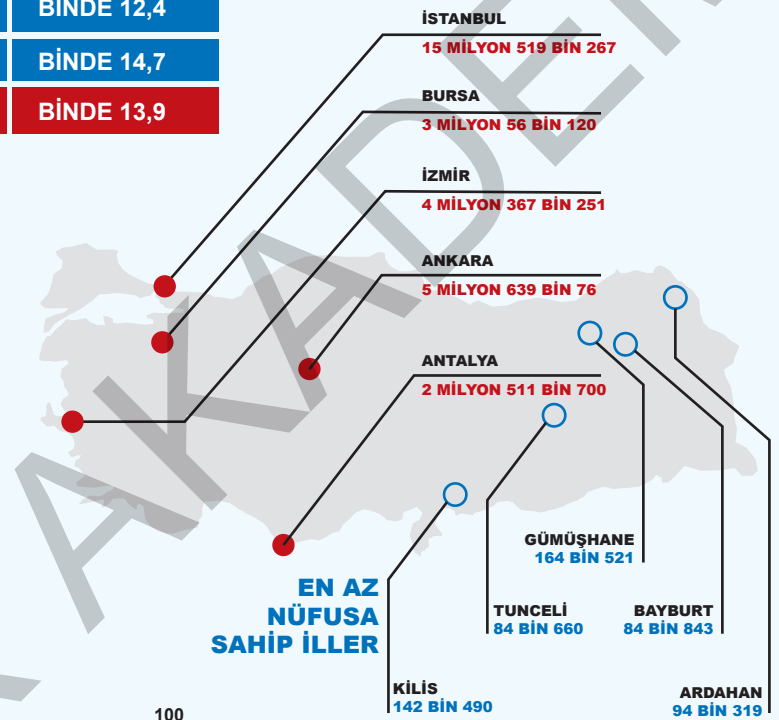 BİNDE 12,4
BİNDE 14,7
BİNDE 13,9
İSTANBUL
15 MİLYON 519 BİN 267
BURSA
3 MİLYON 56 BİN 120
İZMİR
4 MİLYON 367 BİN 251
ANKARA
5 MİLYON 639 BİN 76
ANTALYA
2 MİLYON 511 BİN 700
EN AZ
NÜFUSA
SAHİP İLLER
GÜMÜŞHANE
164 BİN 521
TUNCELİ
84 BİN 660
BAYBURT
84 BİN 843
KİLİS
142 BİN 490
ARDAHAN
94 BİN 319
100